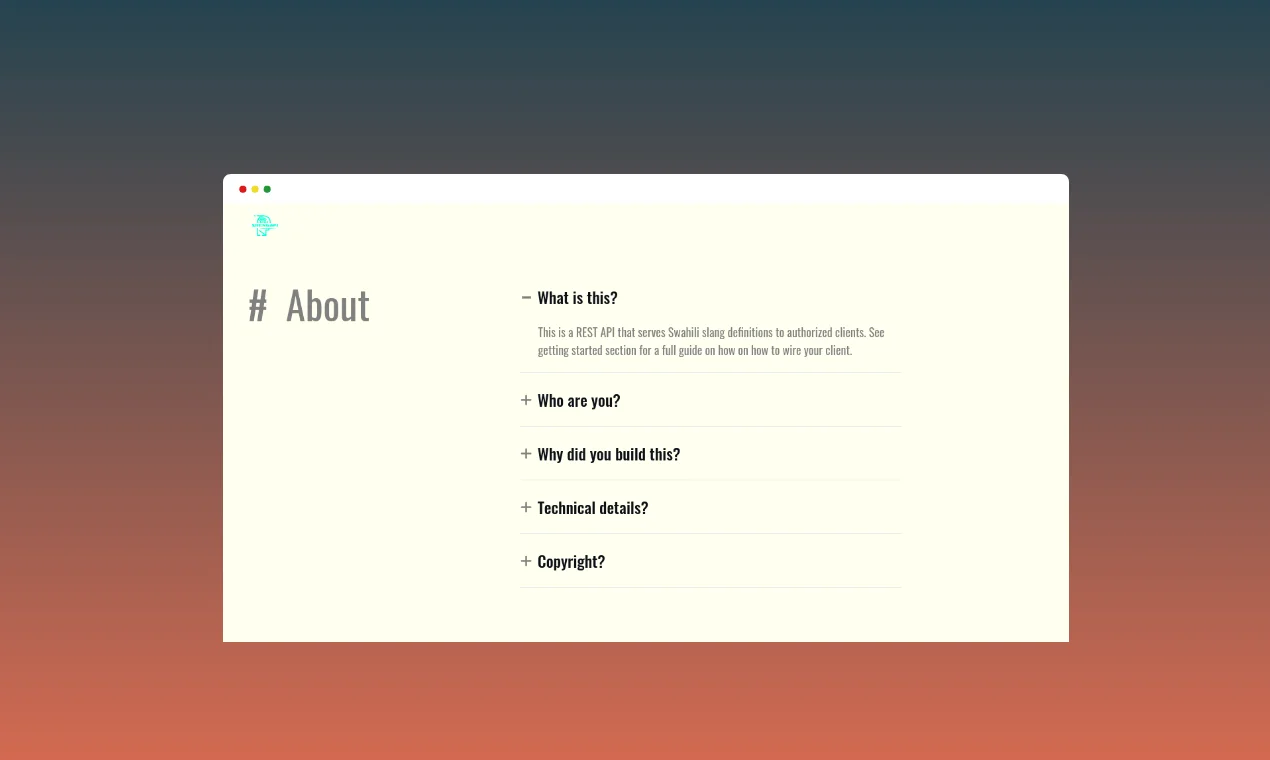 # About
What is this?
This is a REST API that serves Swahili slang definitions to authorized clients. See
getting started section for a full guide on how on how to wire your client.
Who are you?
Why did you build this?
Technical details?
Copyright?